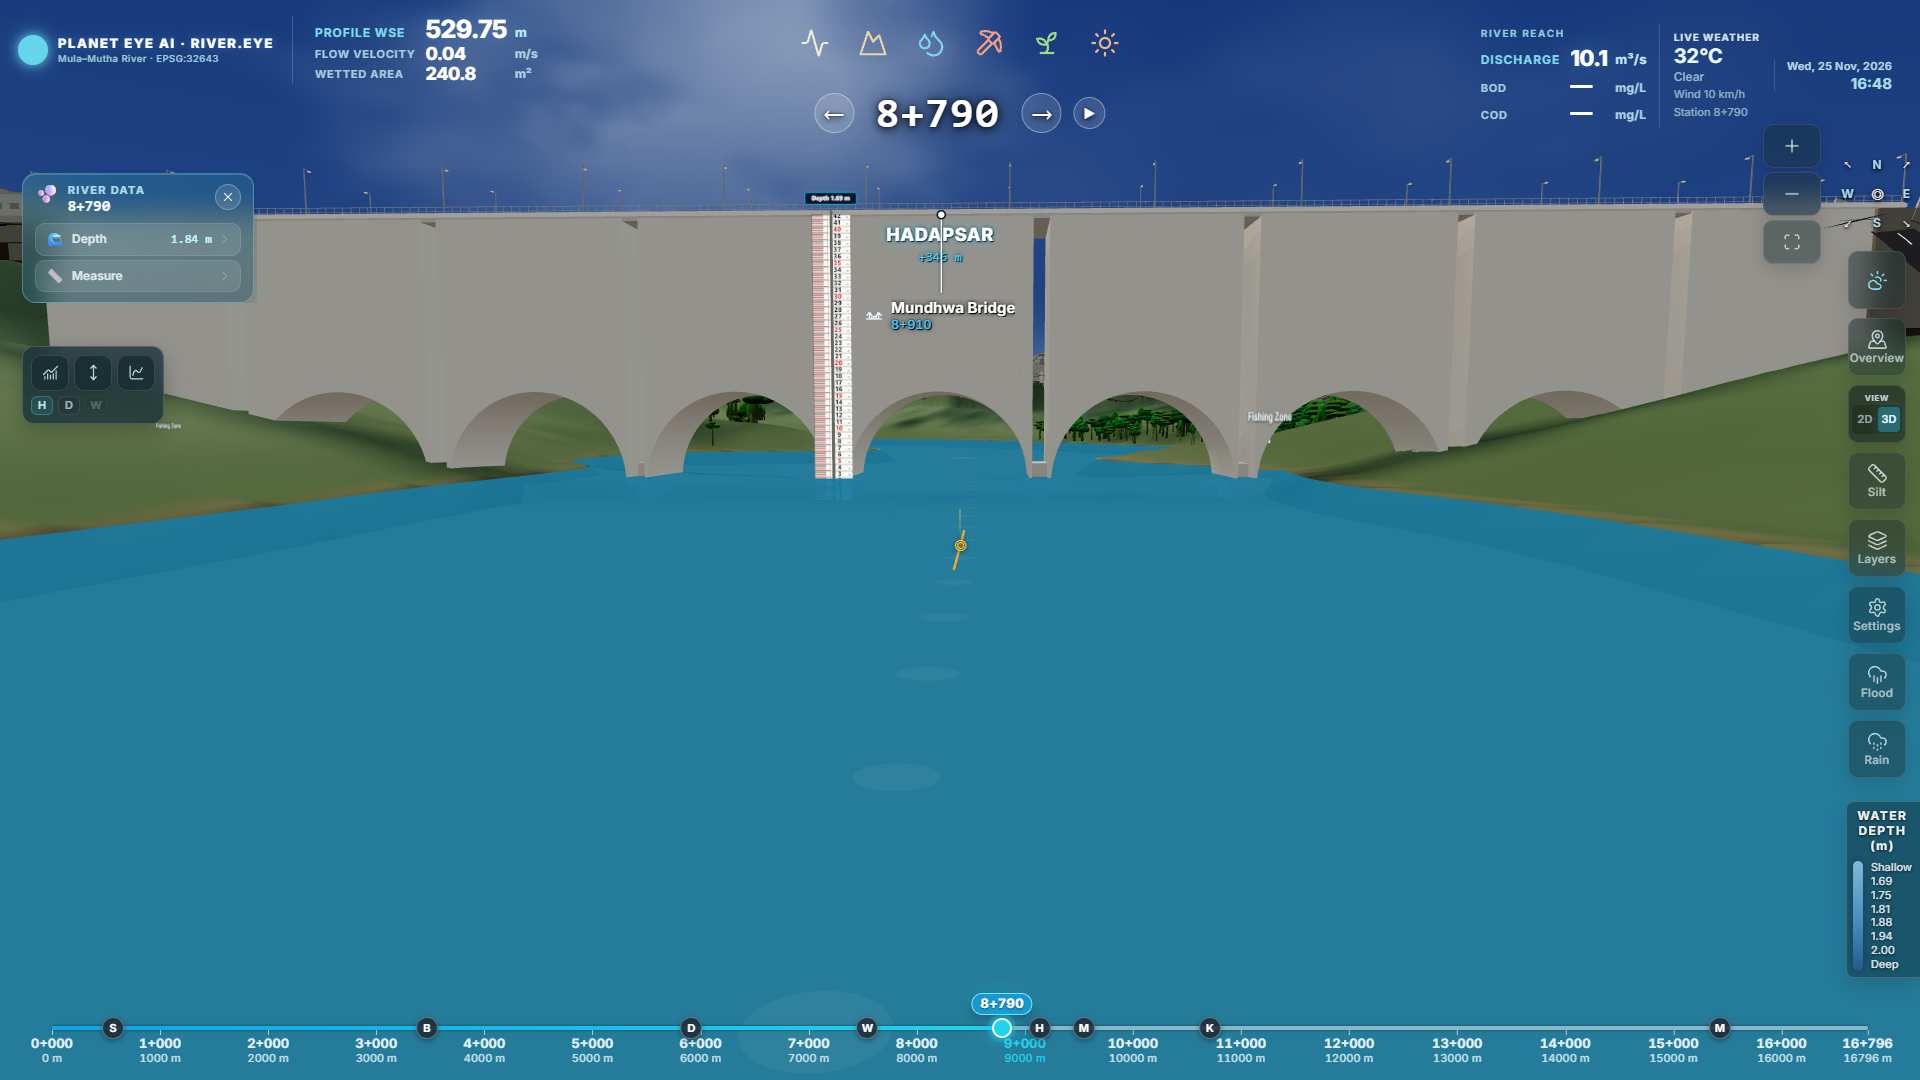 PLANET EYE AI · RIVER.EYE
Mula–Mutha River · EPSG:32643
PROFILE WSE 529.75 m
FLOW VELOCITY 0.04 m/s
WETTED AREA 240.8 m²
← 8+790 →
RIVER REACH
DISCHARGE 10.1 m³/s
BOD — mg/L
COD — mg/L
LIVE WEATHER
32°C
Clear
Wind 10 km/h
Station 8+790
Wed, 25 Nov, 2026
16:48
N
W E
S
RIVER DATA
8+790
Depth 1.84 m
Measure
H D W
Fishing Zone
Depth 1.69 m
HADAPSAR
+346 m
Mundhwa Bridge
8+910
Fishing Zone
Overview
VIEW
2D 3D
Silt
Layers
Settings
Flood
Rain
WATER
DEPTH
(m)
Shallow
1.69
1.75
1.81
1.88
1.94
2.00
Deep
8+790
S B D W H M K M
0+000 1+000 2+000 3+000 4+000 5+000 6+000 7+000 8+000 9+000 10+000 11+000 12+000 13+000 14+000 15+000 16+000 16+796
0 m 1000 m 2000 m 3000 m 4000 m 5000 m 6000 m 7000 m 8000 m 9000 m 10000 m 11000 m 12000 m 13000 m 14000 m 15000 m 16000 m 16796 m